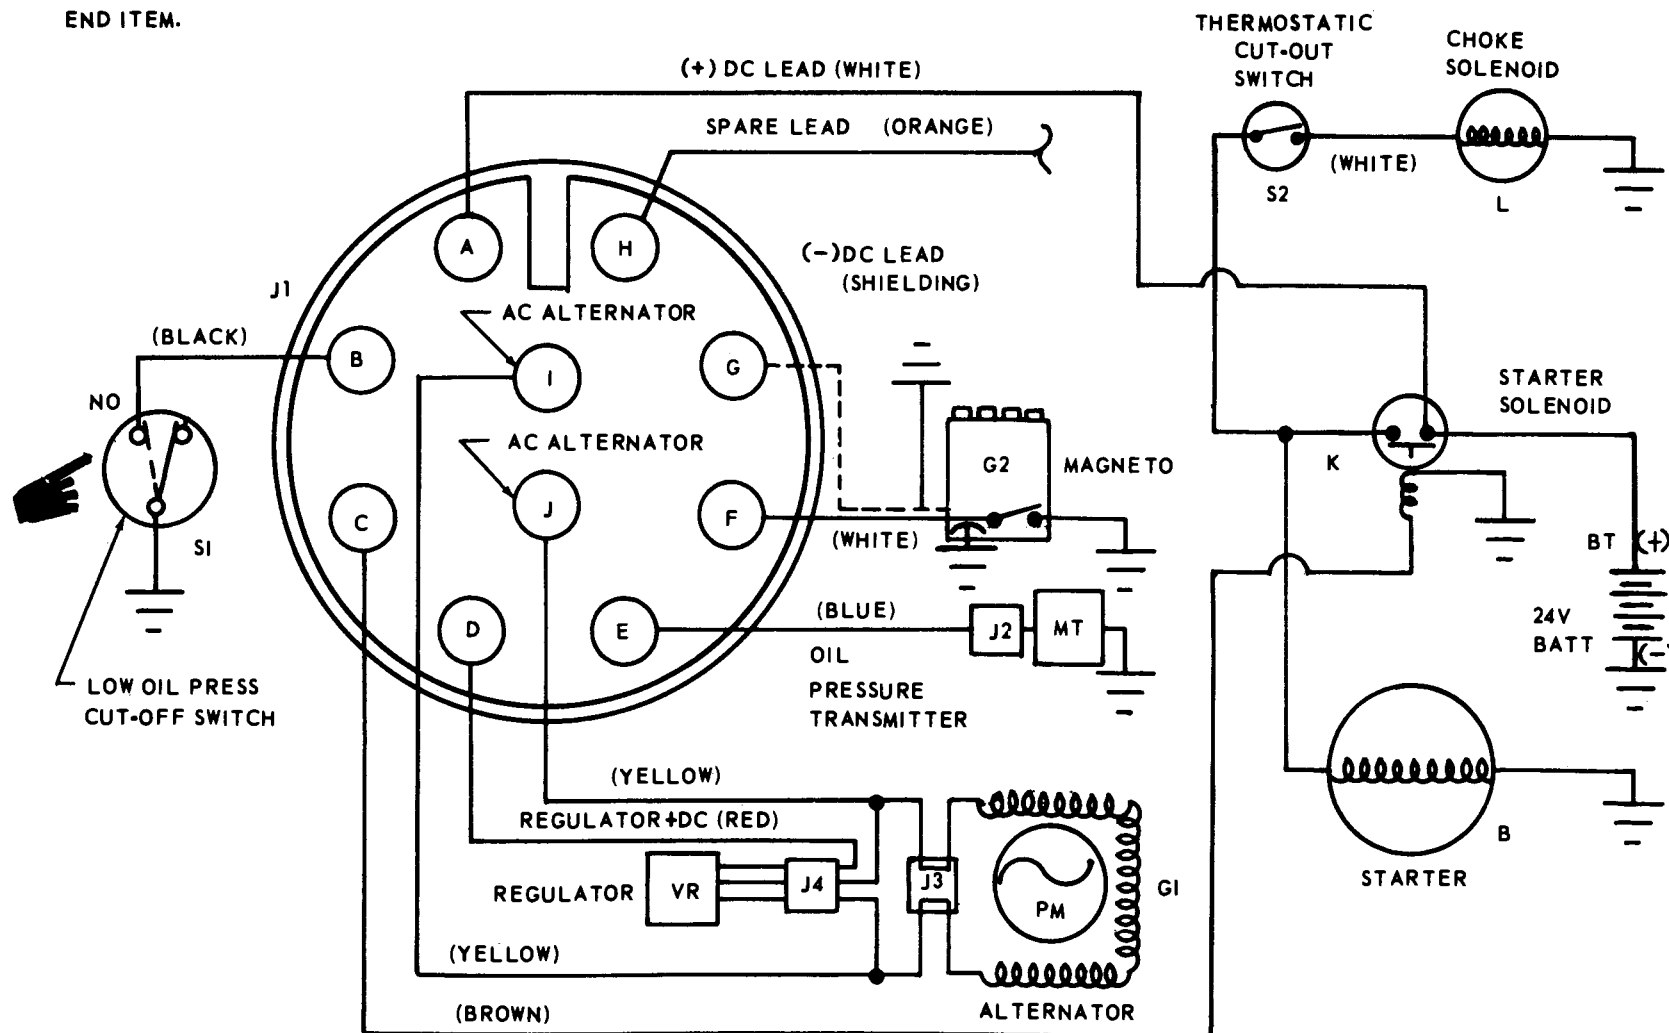 END ITEM.
THERMOSTATIC
CUT-OUT
SWITCH
CHOKE
SOLENOID
(+) DC LEAD (WHITE)
SPARE LEAD (ORANGE)
(WHITE)
S2
L
A
H
(-)DC LEAD
(SHIELDING)
J1
AC ALTERNATOR
(BLACK)
B
I
G
NO
STARTER
SOLENOID
AC ALTERNATOR
G2
MAGNETO
K
C
J
F
(WHITE)
S1
BT
(+)
24V
BATT
(-)
D
E
(BLUE)
J2
MT
OIL
PRESSURE
TRANSMITTER
LOW OIL PRESS
CUT-OFF SWITCH
(YELLOW)
REGULATOR+DC (RED)
B
STARTER
REGULATOR
VR
J4
J3
PM
G1
(YELLOW)
(BROWN)
ALTERNATOR